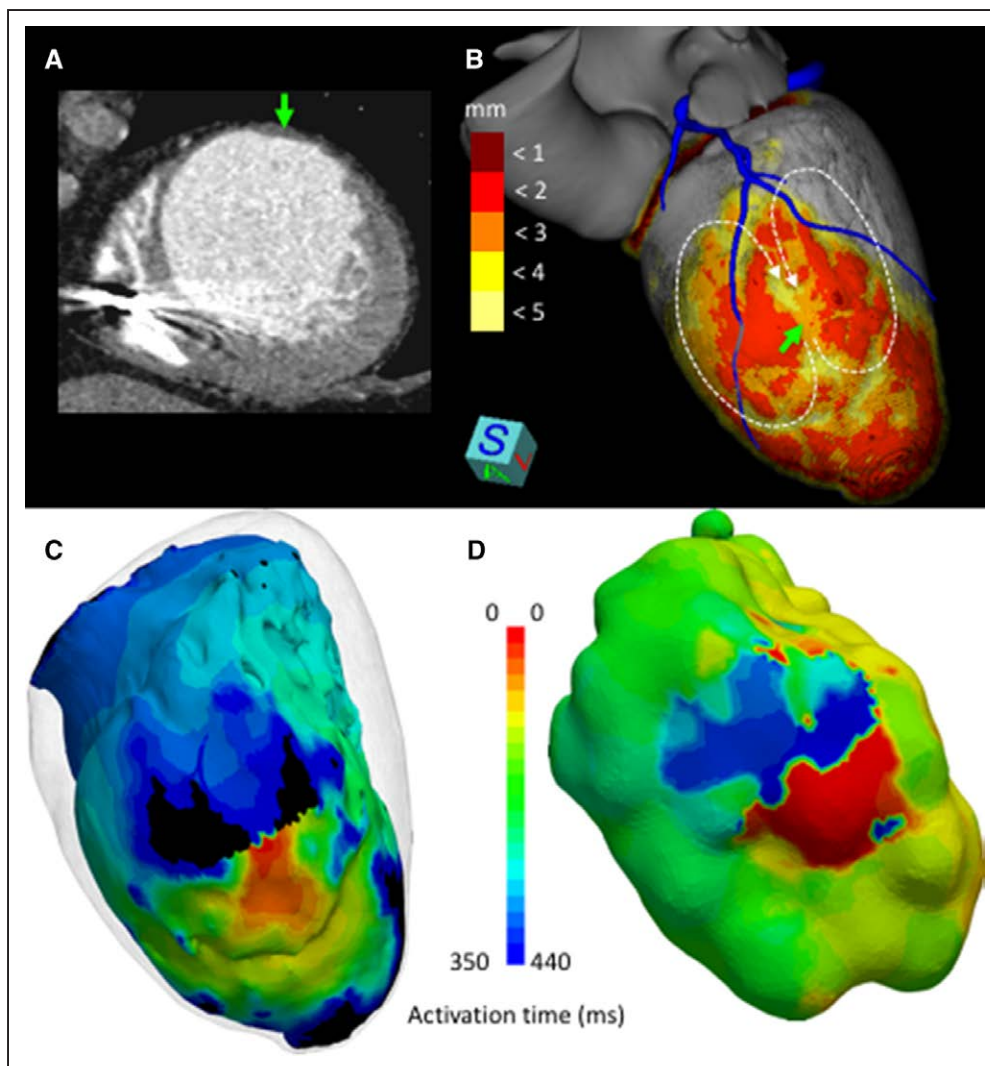 A
B
mm
< 1
< 2
< 3
< 4
< 5
S
A
L
C
D
0 0
350 440
Activation time (ms)